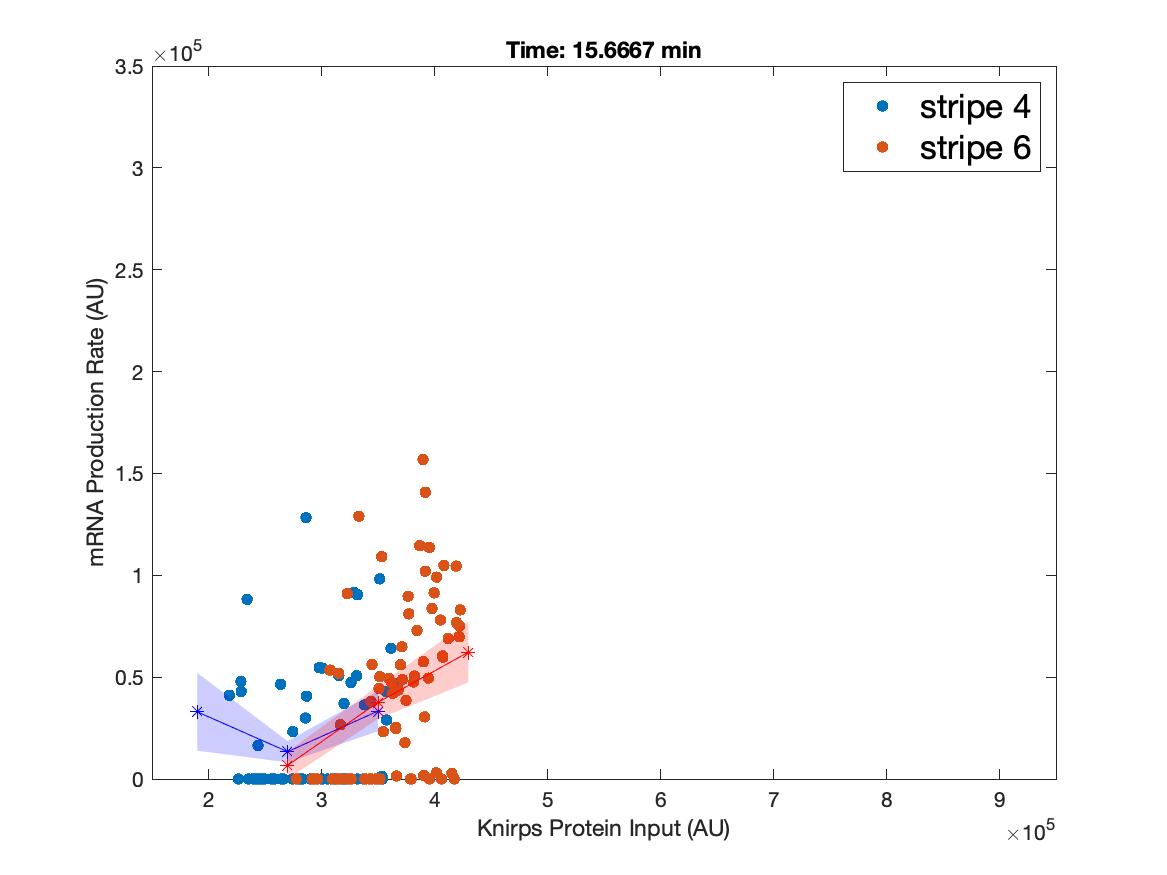 Time: 15.6667 min
×10^5
3.5
3
2.5
2
1.5
1
0.5
0
mRNA Production Rate (AU)
stripe 4
stripe 6
2 3 4 5 6 7 8 9
Knirps Protein Input (AU)
×10^5